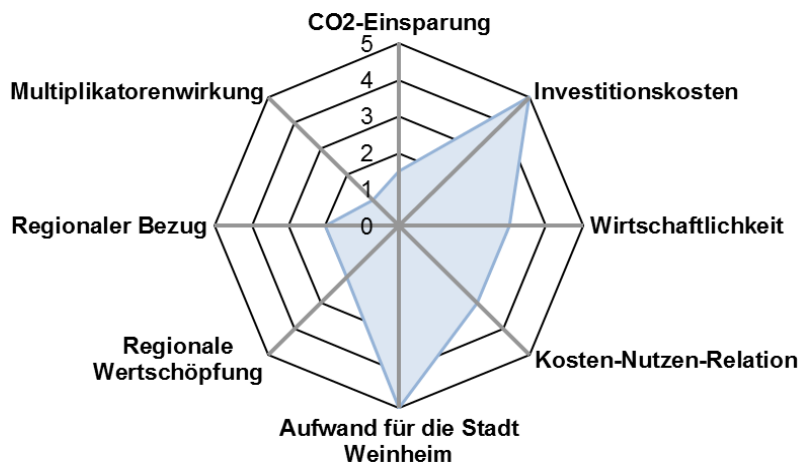 CO2-Einsparung
5
Multiplikatorenwirkung
4
Investitionskosten
3
2
1
Regionaler Bezug
0
Wirtschaftlichkeit
Regionale
Wertschöpfung
Kosten-Nutzen-Relation
Aufwand für die Stadt
Weinheim